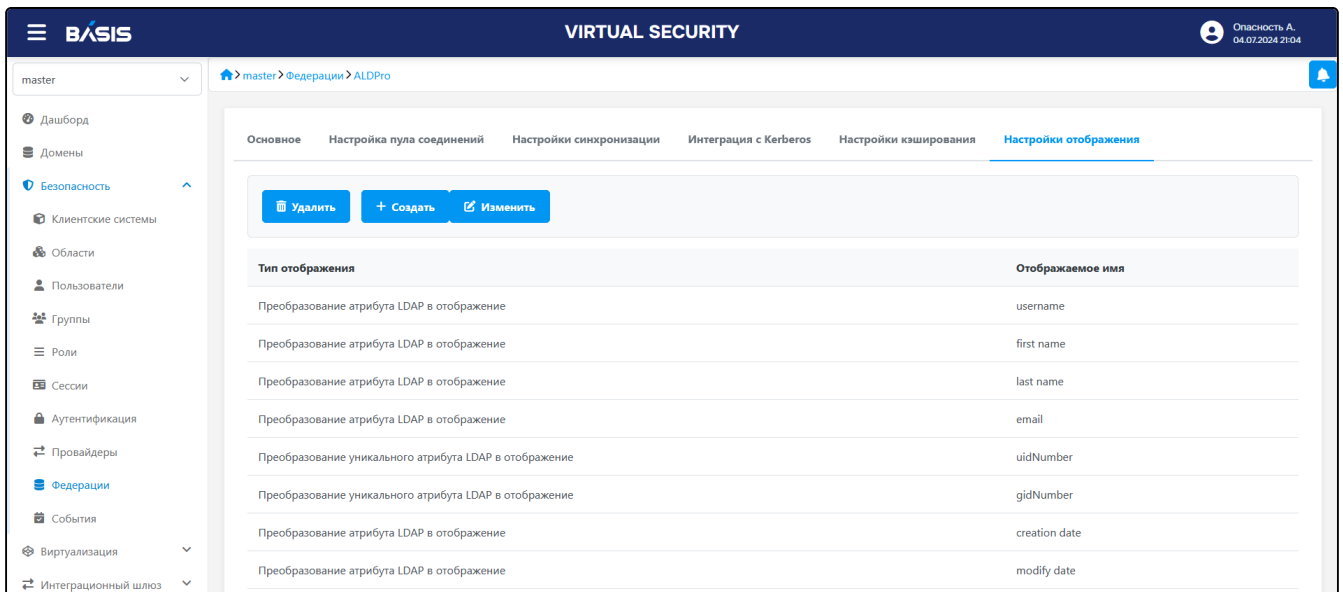 BASIS
VIRTUAL SECURITY
Опасность А.
04.07.2024 21:04
master
master Федерации ALDPro
Дашборд
Домены
Безопасность
Клиентские системы
Области
Пользователи
Группы
Роли
Сессии
Аутентификация
Провайдеры
Федерации
События
Виртуализация
Интеграционный шлюз
Основное Настройка пула соединений Настройки синхронизации Интеграция с Kerberos Настройки кэширования Настройки отображения
Удалить + Создать Изменить
Тип отображения Отображаемое имя
Преобразование атрибута LDAP в отображение username
Преобразование атрибута LDAP в отображение first name
Преобразование атрибута LDAP в отображение last name
Преобразование атрибута LDAP в отображение email
Преобразование уникального атрибута LDAP в отображение uidNumber
Преобразование уникального атрибута LDAP в отображение gidNumber
Преобразование атрибута LDAP в отображение creation date
Преобразование атрибута LDAP в отображение modify date